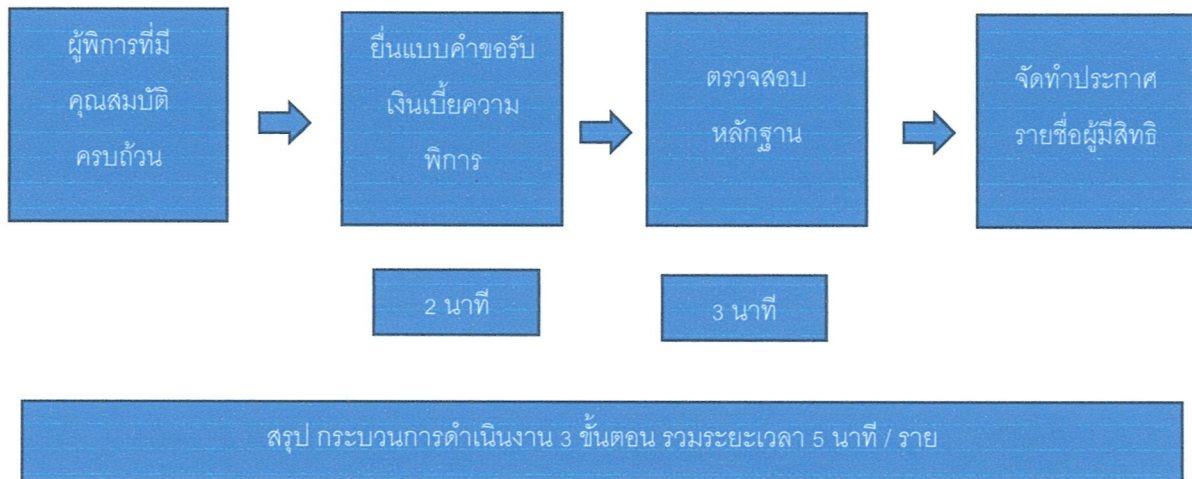 ผู้พิการที่มี
คุณสมบัติ
ครบถ้วน
ยื่นแบบคำขอรับ
เงินเบี้ยความ
พิการ
ตรวจสอบ
หลักฐาน
จัดทำประกาศ
รายชื่อผู้มีสิทธิ
2 นาที
3 นาที
สรุป กระบวนการดำเนินงาน 3 ขั้นตอน รวมระยะเวลา 5 นาที / ราย